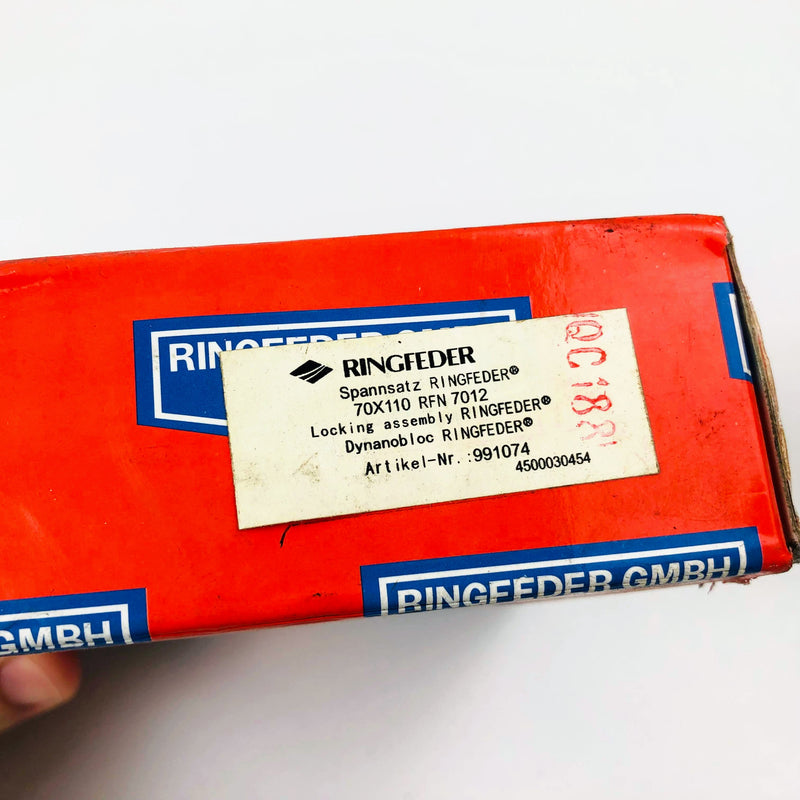 RINGFEDER GMBH
RINGFEDER
Spannsatz RINGFEDER®
70X110 RFN 7012
Locking assembly RINGFEDER®
Dynanobloc RINGFEDER®
Artikel-Nr.:991074
4500030454
RINGFEDER GMBH
GMBH